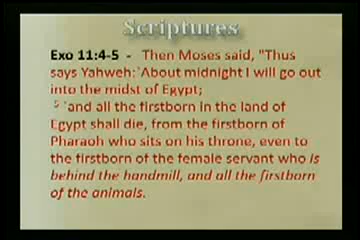 Scriptures
Exo 11:4-5 - Then Moses said, "Thus
says Yahweh: 'About midnight I will go out
into the midst of Egypt;
5 'and all the firstborn in the land of
Egypt shall die, from the firstborn of
Pharaoh who sits on his throne, even to
the firstborn of the female servant who is
behind the handmill, and all the firstborn
of the animals.